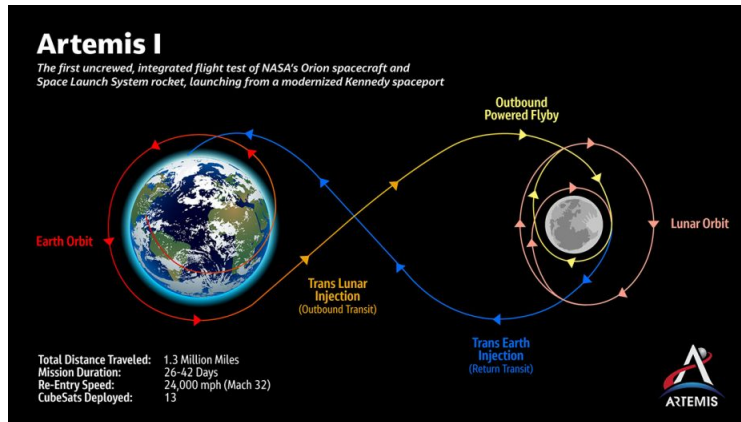 Artemis I
The first uncrewed, integrated flight test of NASA's Orion spacecraft and
Space Launch System rocket, launching from a modernized Kennedy spaceport
Outbound
Powered Flyby
Earth Orbit
Lunar Orbit
Trans Lunar
Injection
(Outbound Transit)
Trans Earth
Injection
(Return Transit)
Total Distance Traveled: 1.3 Million Miles
Mission Duration: 26-42 Days
Re-Entry Speed: 24,000 mph (Mach 32)
CubeSats Deployed: 13
ARTEMIS